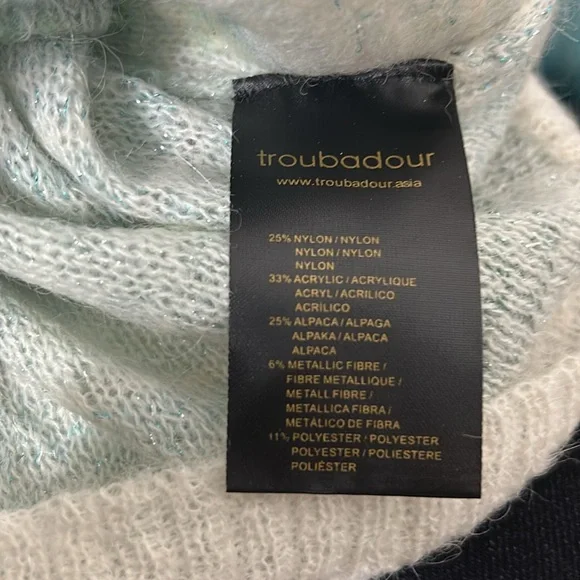 troubadour
www.troubadour.asia
25% NYLON / NYLON
NYLON / NYLON
NYLON
33% ACRYLIC / ACRYLIQUE
ACRYL / ACRILICO
ACRÍLICO
25% ALPACA / ALPAGA
ALPAKA / ALPACA
ALPACA
6% METALLIC FIBRE /
FIBRE METALLIQUE /
METALL FIBRE /
METALLICA FIBRA /
METÁLICO DE FIBRA
11% POLYESTER / POLYESTER
POLYESTER / POLIESTERE
POLIÉSTER